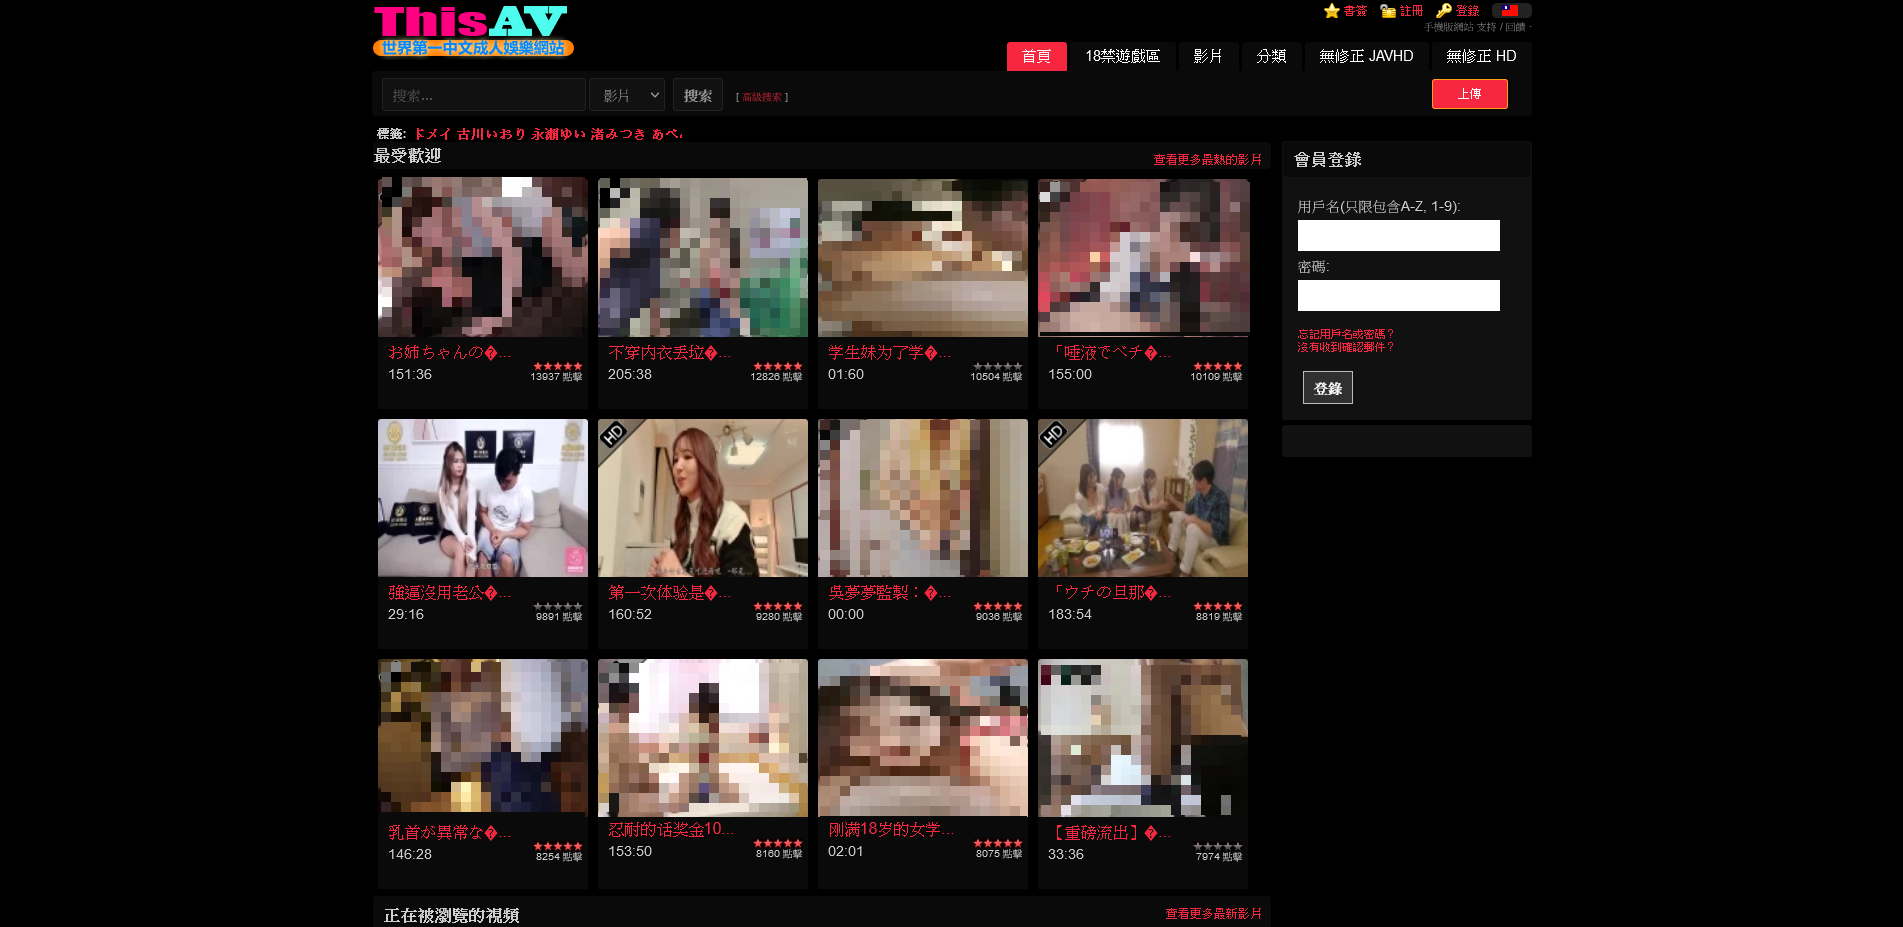 ThisAV
世界第一中文成人娛樂網站
書簽 註冊 登錄
手機版網站 支持 / 回饋 -
首頁 18禁遊戲區 影片 分類 無修正 JAVHD 無修正 HD
搜索... 影片 搜索 [ 高級搜索 ] 上傳
標籤: ドメイ 古川いおり 永瀬ゆい 渚みつき あべ
最受歡迎
查看更多最熱的影片
お姉ちゃんの�...
151:36
13937 點擊
不穿内衣丢垃�...
205:38
12826 點擊
学生妹为了学�...
01:60
10504 點擊
「唾液でベチ�...
155:00
10109 點擊
HD
HD
強逼沒用老公�...
29:16
9891 點擊
第一次体验是�...
160:52
9280 點擊
吳夢夢監製：�...
00:00
9036 點擊
「ウチの旦那�...
183:54
8819 點擊
乳首が異常な�...
146:28
8254 點擊
忍耐的话奖金10...
153:50
8160 點擊
刚满18岁的女学...
02:01
8075 點擊
【重磅流出】�...
33:36
7974 點擊
正在被瀏覽的視頻
查看更多最新影片
會員登錄
用戶名(只限包含A-Z, 1-9):
密碼:
忘記用戶名或密碼？
沒有收到確認郵件？
登錄